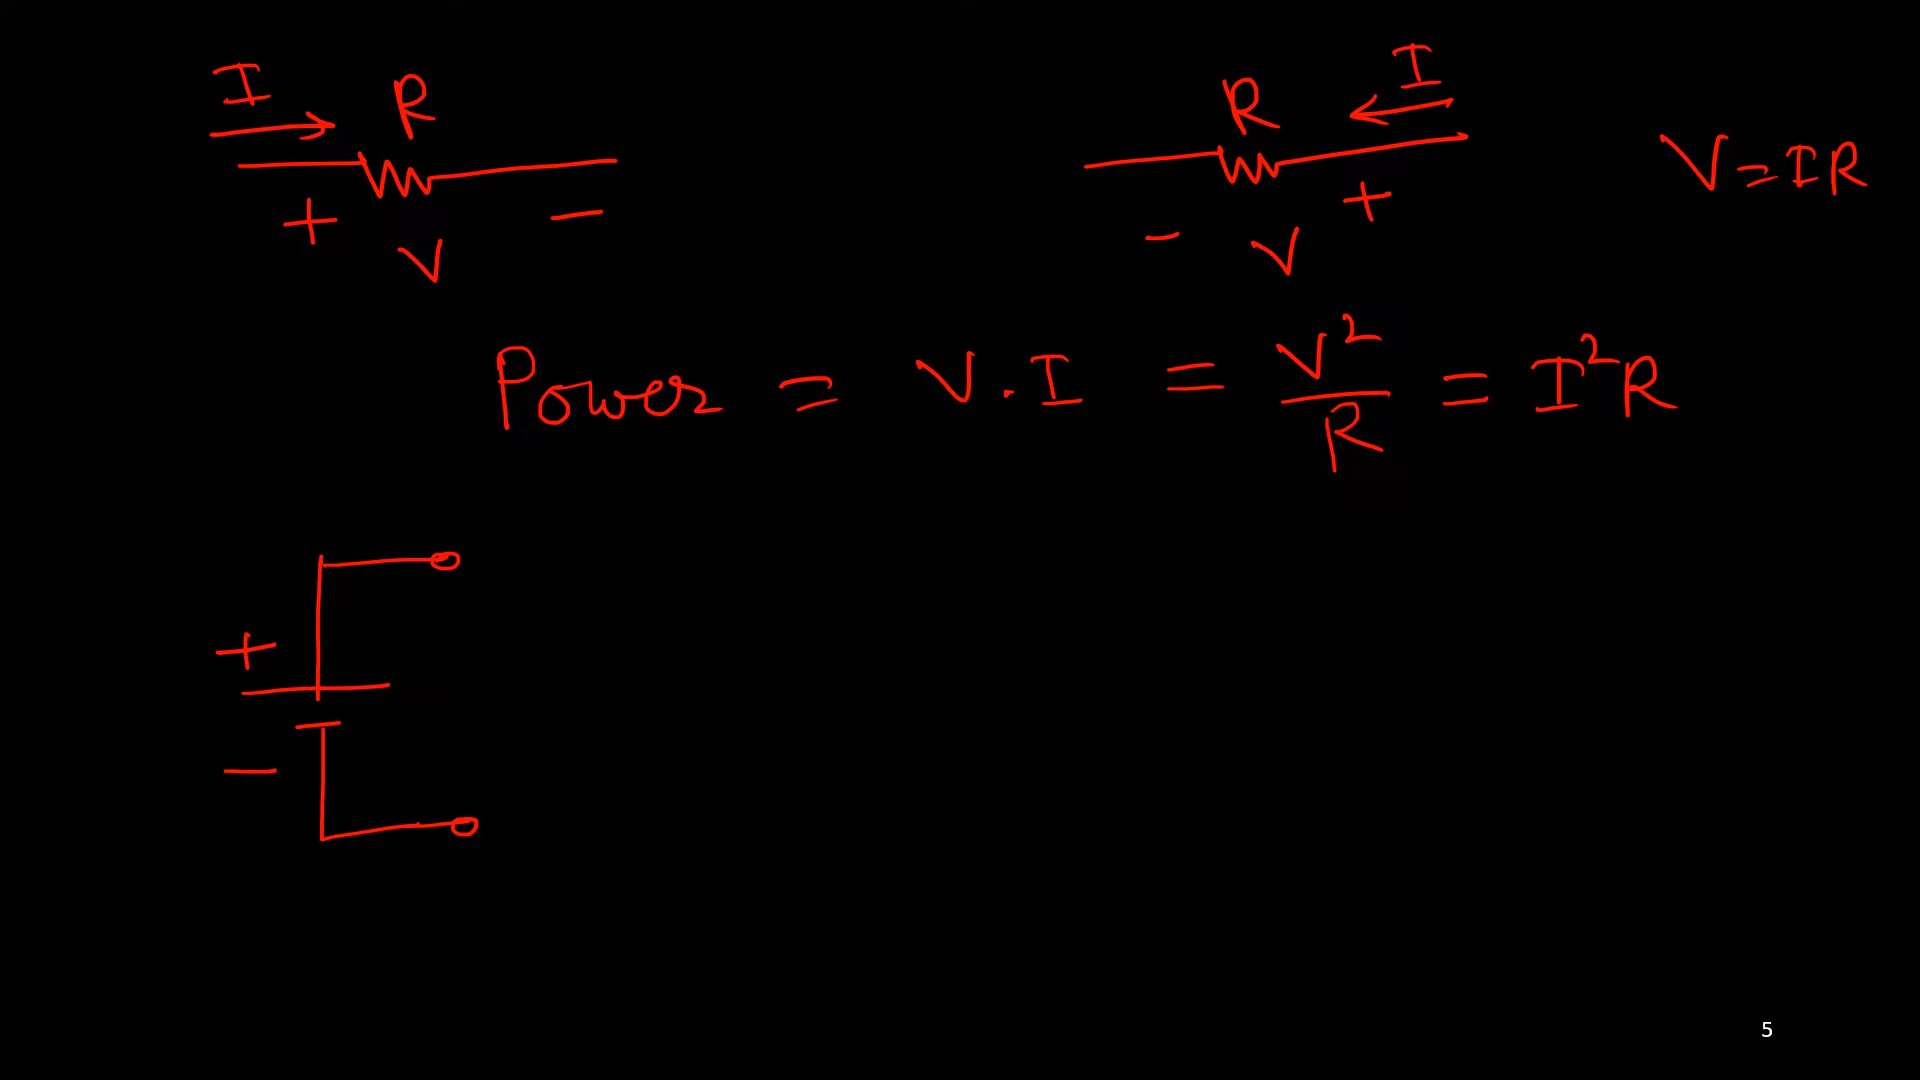 I R
+ V −
R I
− V +
V = IR
Power = V . I = V²/R = I²R
+
−
5